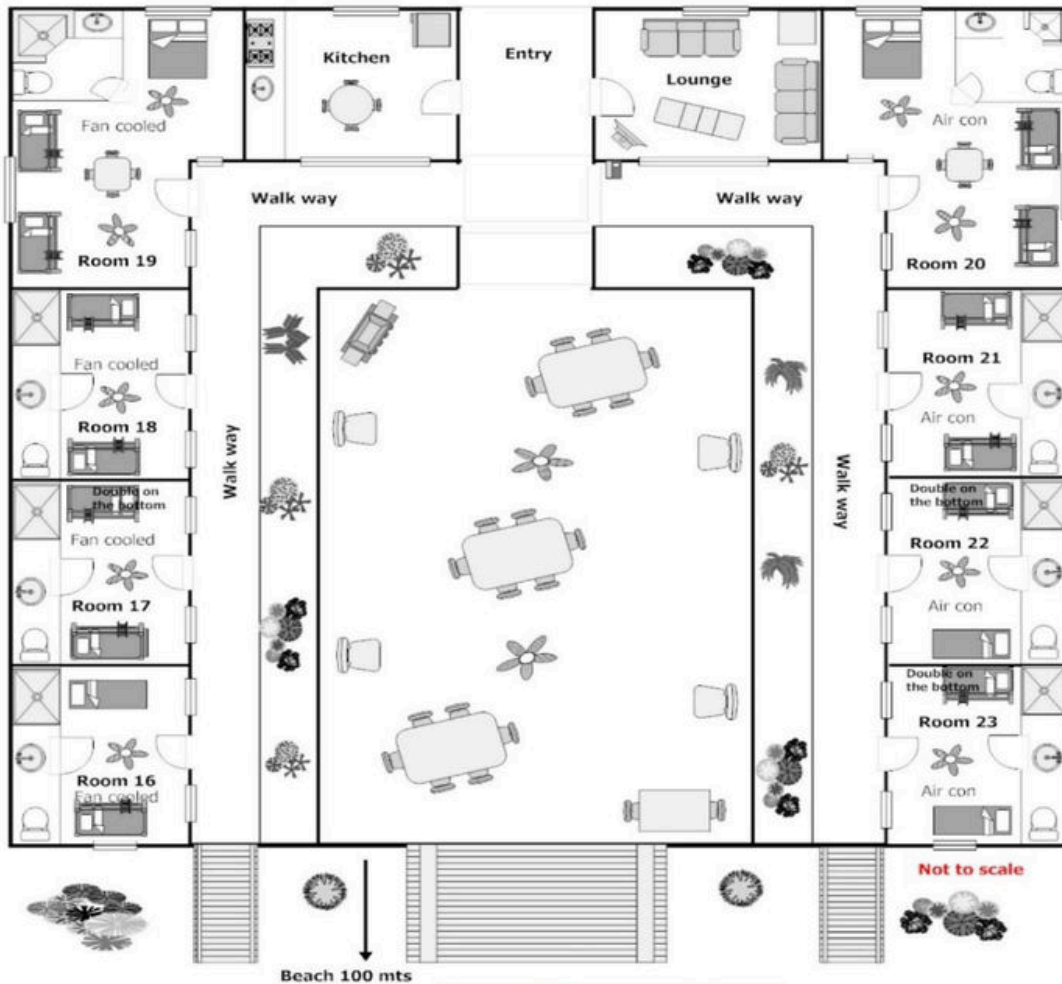 Kitchen
Entry
Lounge
Fan cooled
Air con
Walk way
Walk way
Room 19
Room 20
Fan cooled
Room 18
Room 21
Air con
Walk way
Walk way
Double on
the bottom
Fan cooled
Room 17
Double on
the bottom
Room 22
Air con
Room 16
Fan cooled
Double on
the bottom
Room 23
Air con
Not to scale
Beach 100 mts